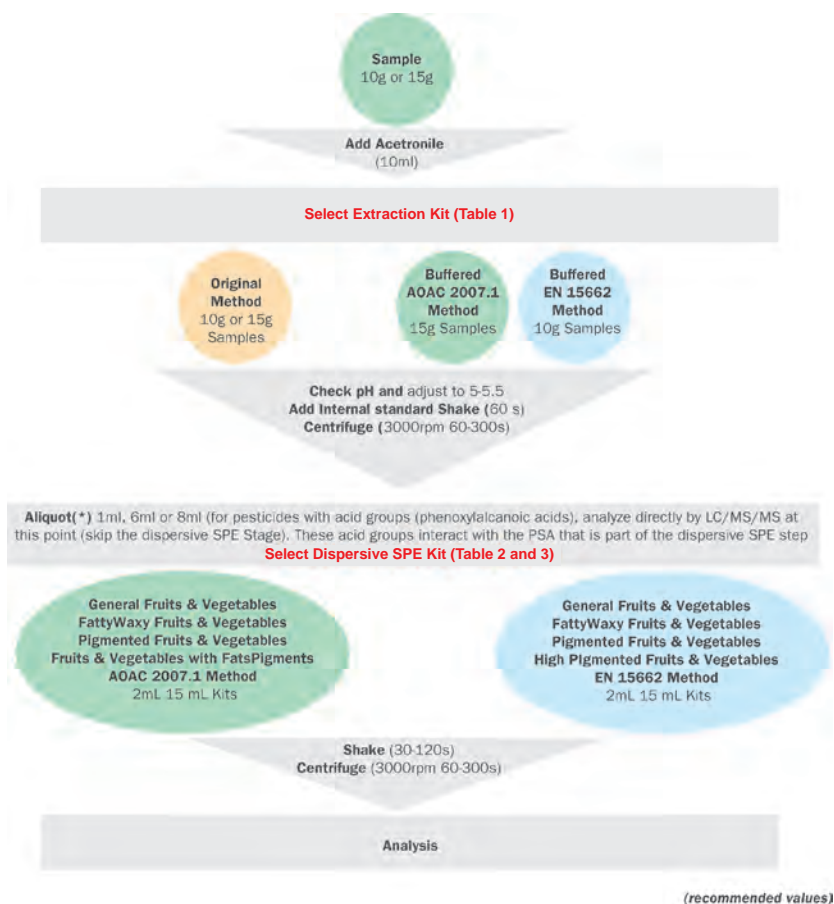 Sample
10g or 15g
Add Acetronile
(10ml)
Select Extraction Kit (Table 1)
Original
Method
10g or 15g
Samples
Buffered
AOAC 2007.1
Method
15g Samples
Buffered
EN 15662
Method
10g Samples
Check pH and adjust to 5-5.5
Add Internal standard Shake (60 s)
Centrifuge (3000rpm 60-300s)
Aliquot(*) 1ml, 6ml or 8ml (for pesticides with acid groups (phenoxylalcanoic acids), analyze directly by LC/MS/MS at
this point (skip the dispersive SPE Stage). These acid groups interact with the PSA that is part of the dispersive SPE step
Select Dispersive SPE Kit (Table 2 and 3)
General Fruits & Vegetables
FattyWaxy Fruits & Vegetables
Pigmented Fruits & Vegetables
Fruits & Vegetables with FatsPigments
AOAC 2007.1 Method
2mL 15 mL Kits
General Fruits & Vegetables
FattyWaxy Fruits & Vegetables
Pigmented Fruits & Vegetables
High Pigmented Fruits & Vegetables
EN 15662 Method
2mL 15 mL Kits
Shake (30-120s)
Centrifuge (3000rpm 60-300s)
Analysis
(recommended values)